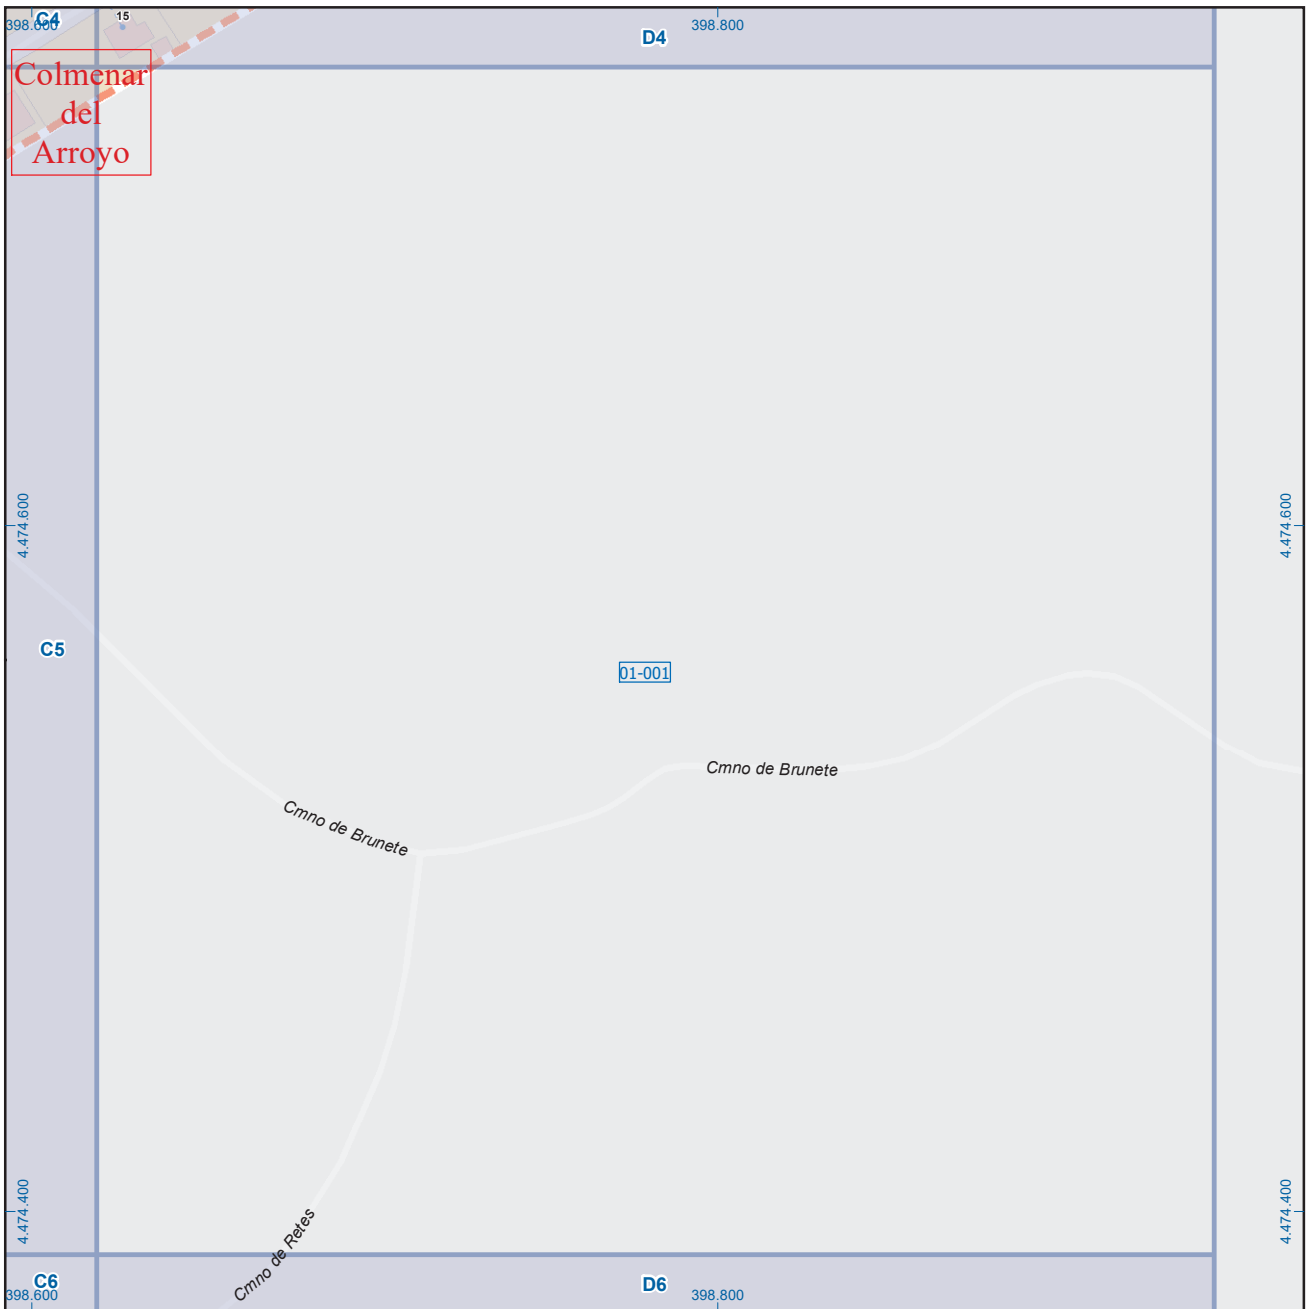 C4
398.600
15
398.800
D4
Colmenar
del
Arroyo
4.474.600
4.474.600
C5
01-001
Cmno de Brunete
Cmno de Brunete
4.474.400
4.474.400
Cmno de Retes
C6
398.600
D6
398.800